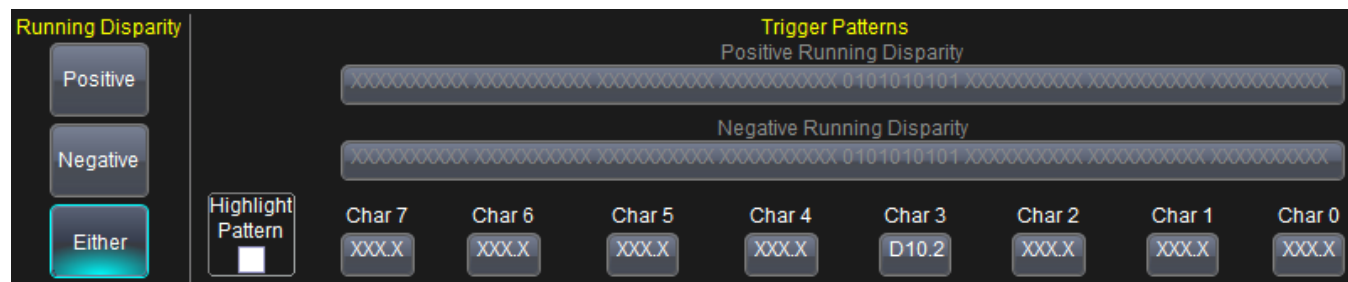 Running Disparity
Positive
Negative
Either
Highlight
Pattern
Trigger Patterns
Positive Running Disparity
XXXXXXXXXX XXXXXXXXXX XXXXXXXXXX XXXXXXXXXX 0101010101 XXXXXXXXXX XXXXXXXXXX XXXXXXXXXX
Negative Running Disparity
XXXXXXXXXX XXXXXXXXXX XXXXXXXXXX XXXXXXXXXX 0101010101 XXXXXXXXXX XXXXXXXXXX XXXXXXXXXX
Char 7 Char 6 Char 5 Char 4 Char 3 Char 2 Char 1 Char 0
XXX.X XXX.X XXX.X XXX.X D10.2 XXX.X XXX.X XXX.X